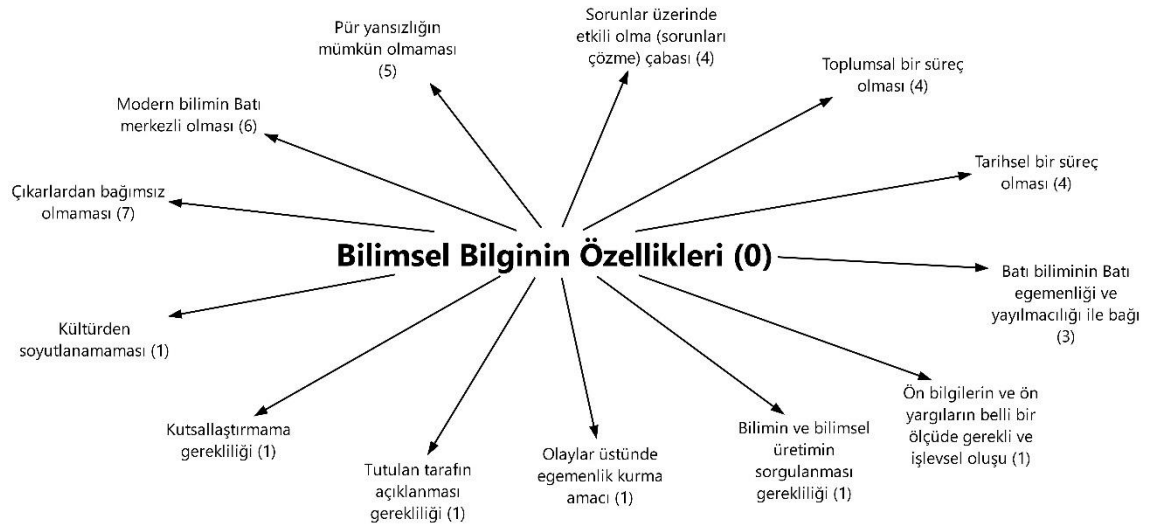 Pür yansızlığın
mümkün olmaması
(5)
Sorunlar üzerinde
etkili olma (sorunları
çözme) çabası (4)
Toplumsal bir süreç
olması (4)
Modern bilimin Batı
merkezli olması (6)
Tarihsel bir süreç
olması (4)
Çıkarlardan bağımsız
olmaması (7)
Bilimsel Bilginin Özellikleri (0)
Batı biliminin Batı
egemenliği ve
yayılmacılığı ile bağı
(3)
Kültürden
soyutlanamaması (1)
Ön bilgilerin ve ön
yargıların belli bir
ölçüde gerekli ve
işlevsel oluşu (1)
Kutsallaştırmama
gerekliliği (1)
Tutulan tarafın
açıklanması
gerekliliği (1)
Olaylar üstünde
egemenlik kurma
amacı (1)
Bilimin ve bilimsel
üretimin
sorgulanması
gerekliliği (1)